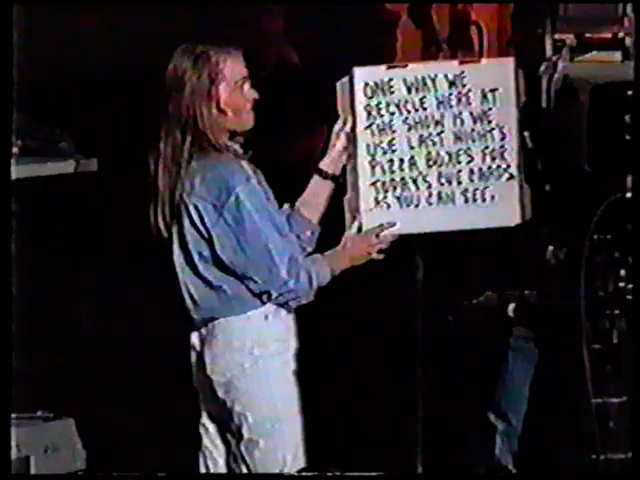 ONE WAY WE
RECYCLE HERE AT
THE SHOW IS WE
USE LAST NIGHT'S
PIZZA BOXES FOR
TODAY'S CUE CARDS.
AS YOU CAN SEE.